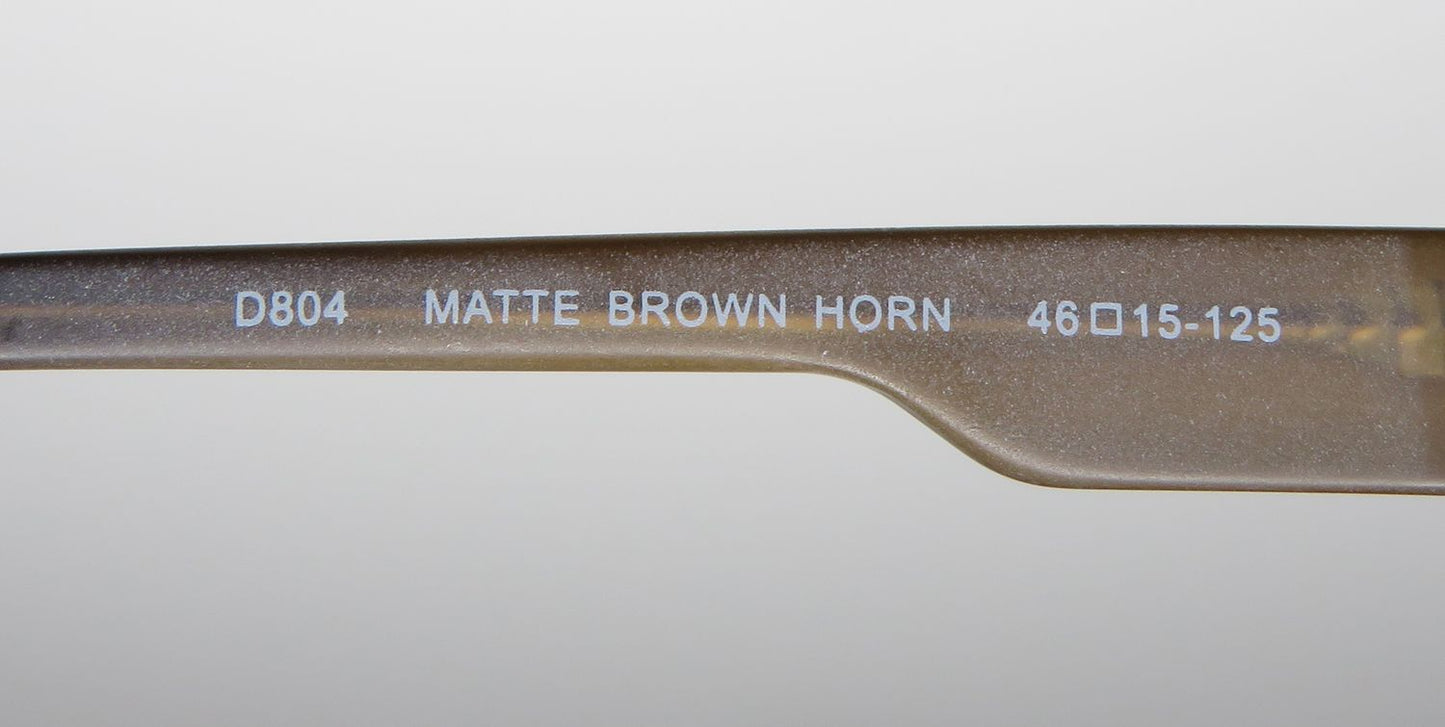 D804 MATTE BROWN HORN 46□15-125